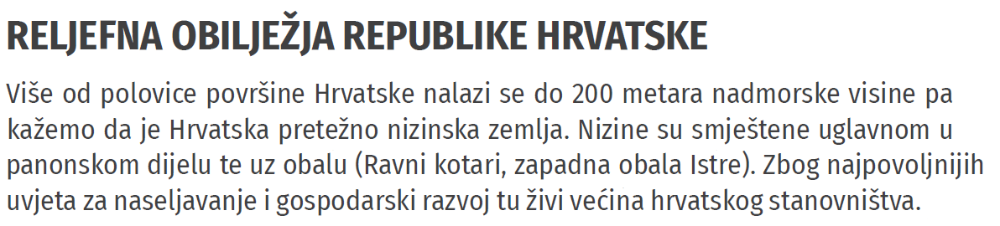 RELJEFNA OBILJEŽJA REPUBLIKE HRVATSKE
Više od polovice površine Hrvatske nalazi se do 200 metara nadmorske visine pa
kažemo da je Hrvatska pretežno nizinska zemlja. Nizine su smještene uglavnom u
panonskom dijelu te uz obalu (Ravni kotari, zapadna obala Istre). Zbog najpovoljnijih
uvjeta za naseljavanje i gospodarski razvoj tu živi većina hrvatskog stanovništva.